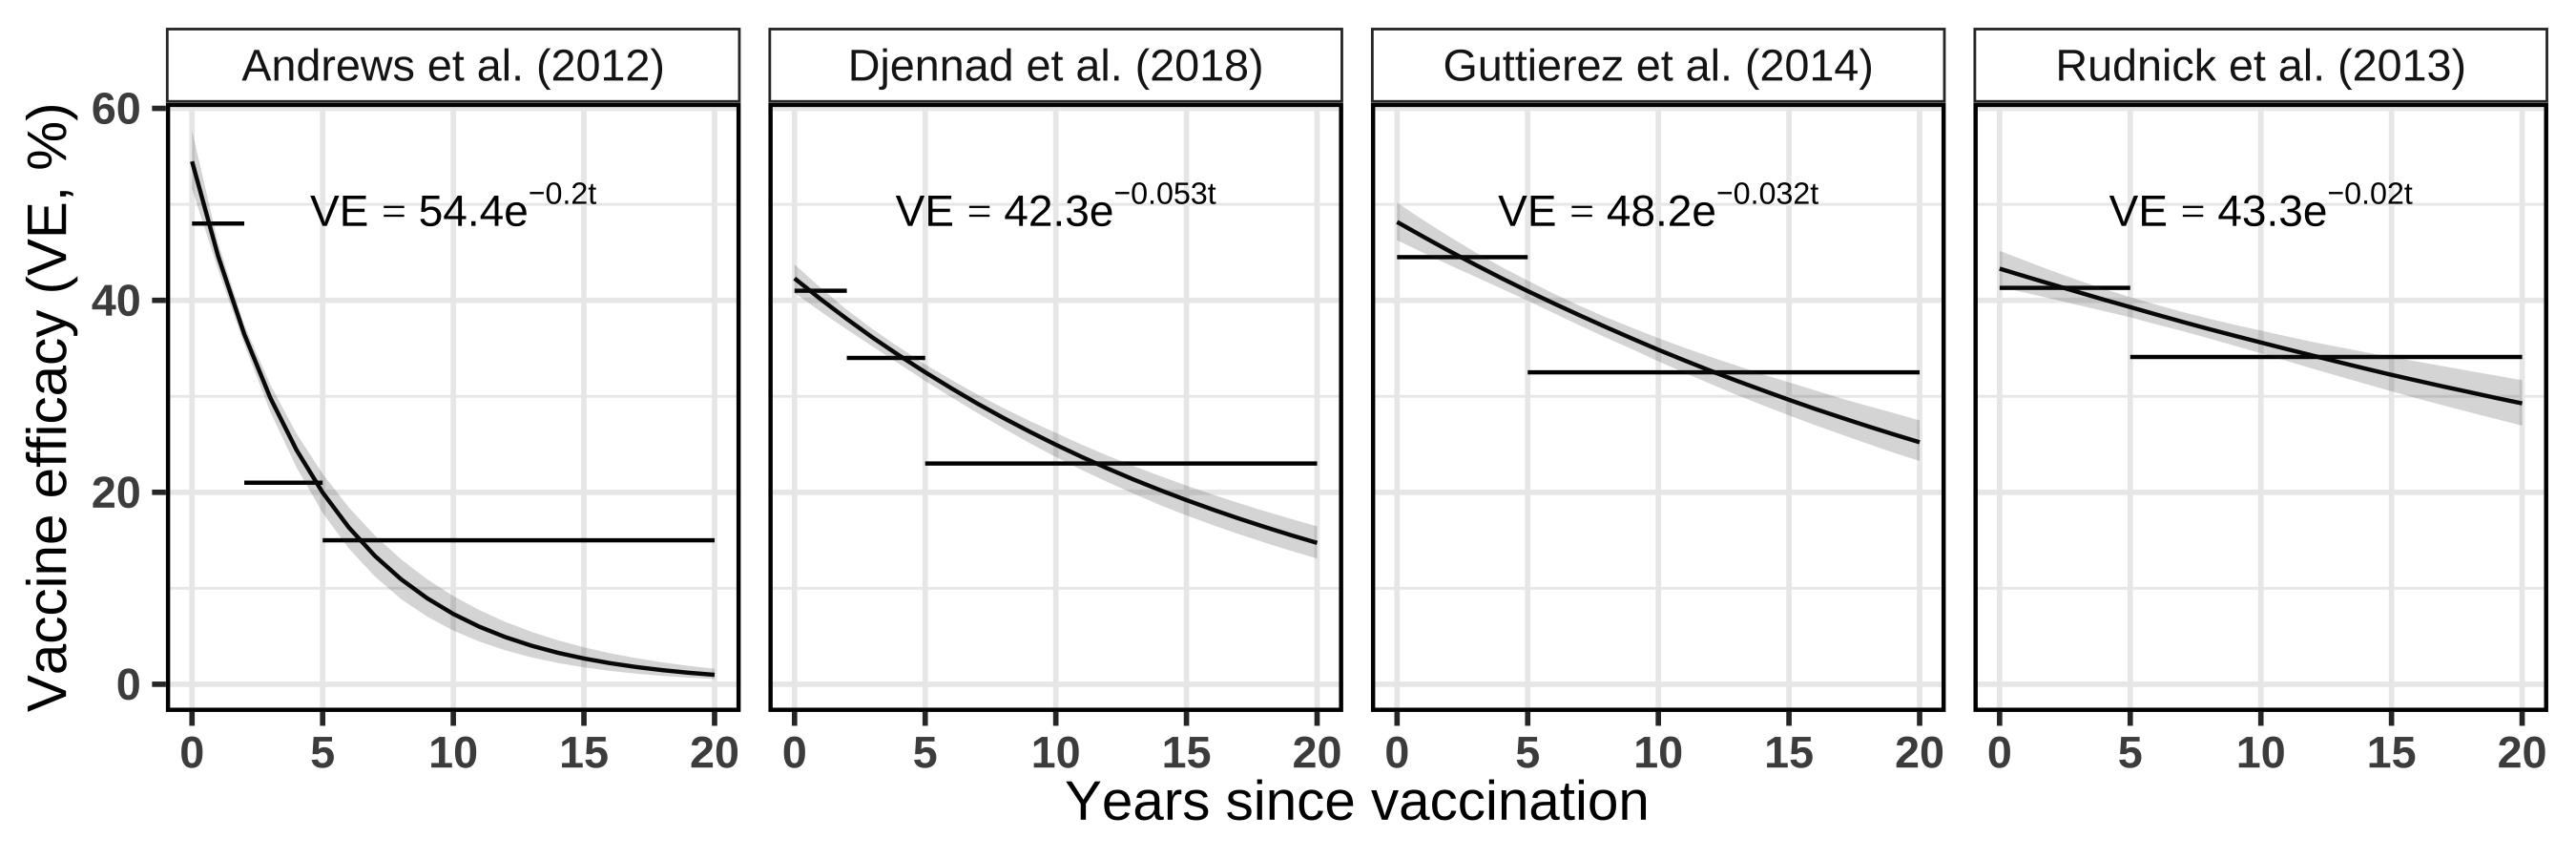 Andrews et al. (2012)
Djennad et al. (2018)
Guttierez et al. (2014)
Rudnick et al. (2013)
Vaccine efficacy (VE, %)
60
40
20
0
VE = 54.4e−0.2t
VE = 42.3e−0.053t
VE = 48.2e−0.032t
VE = 43.3e−0.02t
0 5 10 15 20
0 5 10 15 20
0 5 10 15 20
0 5 10 15 20
Years since vaccination